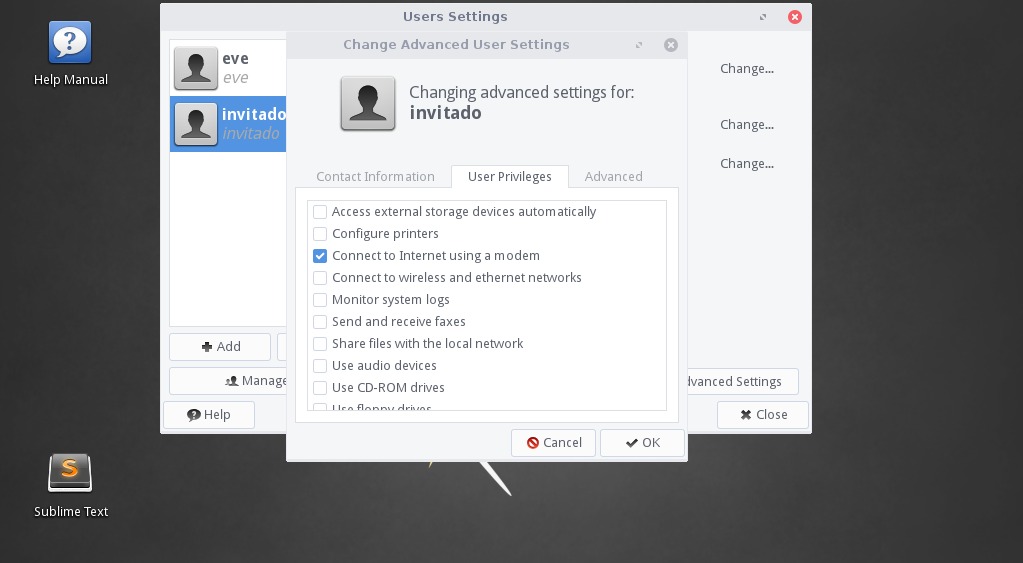 Help Manual
Users Settings
eve
eve
invitado
invitado
Change...
Change...
Change...
Add
Manage
dvanced Settings
Help
Close
Change Advanced User Settings
Changing advanced settings for:
invitado
Contact Information
User Privileges
Advanced
Access external storage devices automatically
Configure printers
Connect to Internet using a modem
Connect to wireless and ethernet networks
Monitor system logs
Send and receive faxes
Share files with the local network
Use audio devices
Use CD-ROM drives
Use floppy drives
Cancel
OK
S
Sublime Text